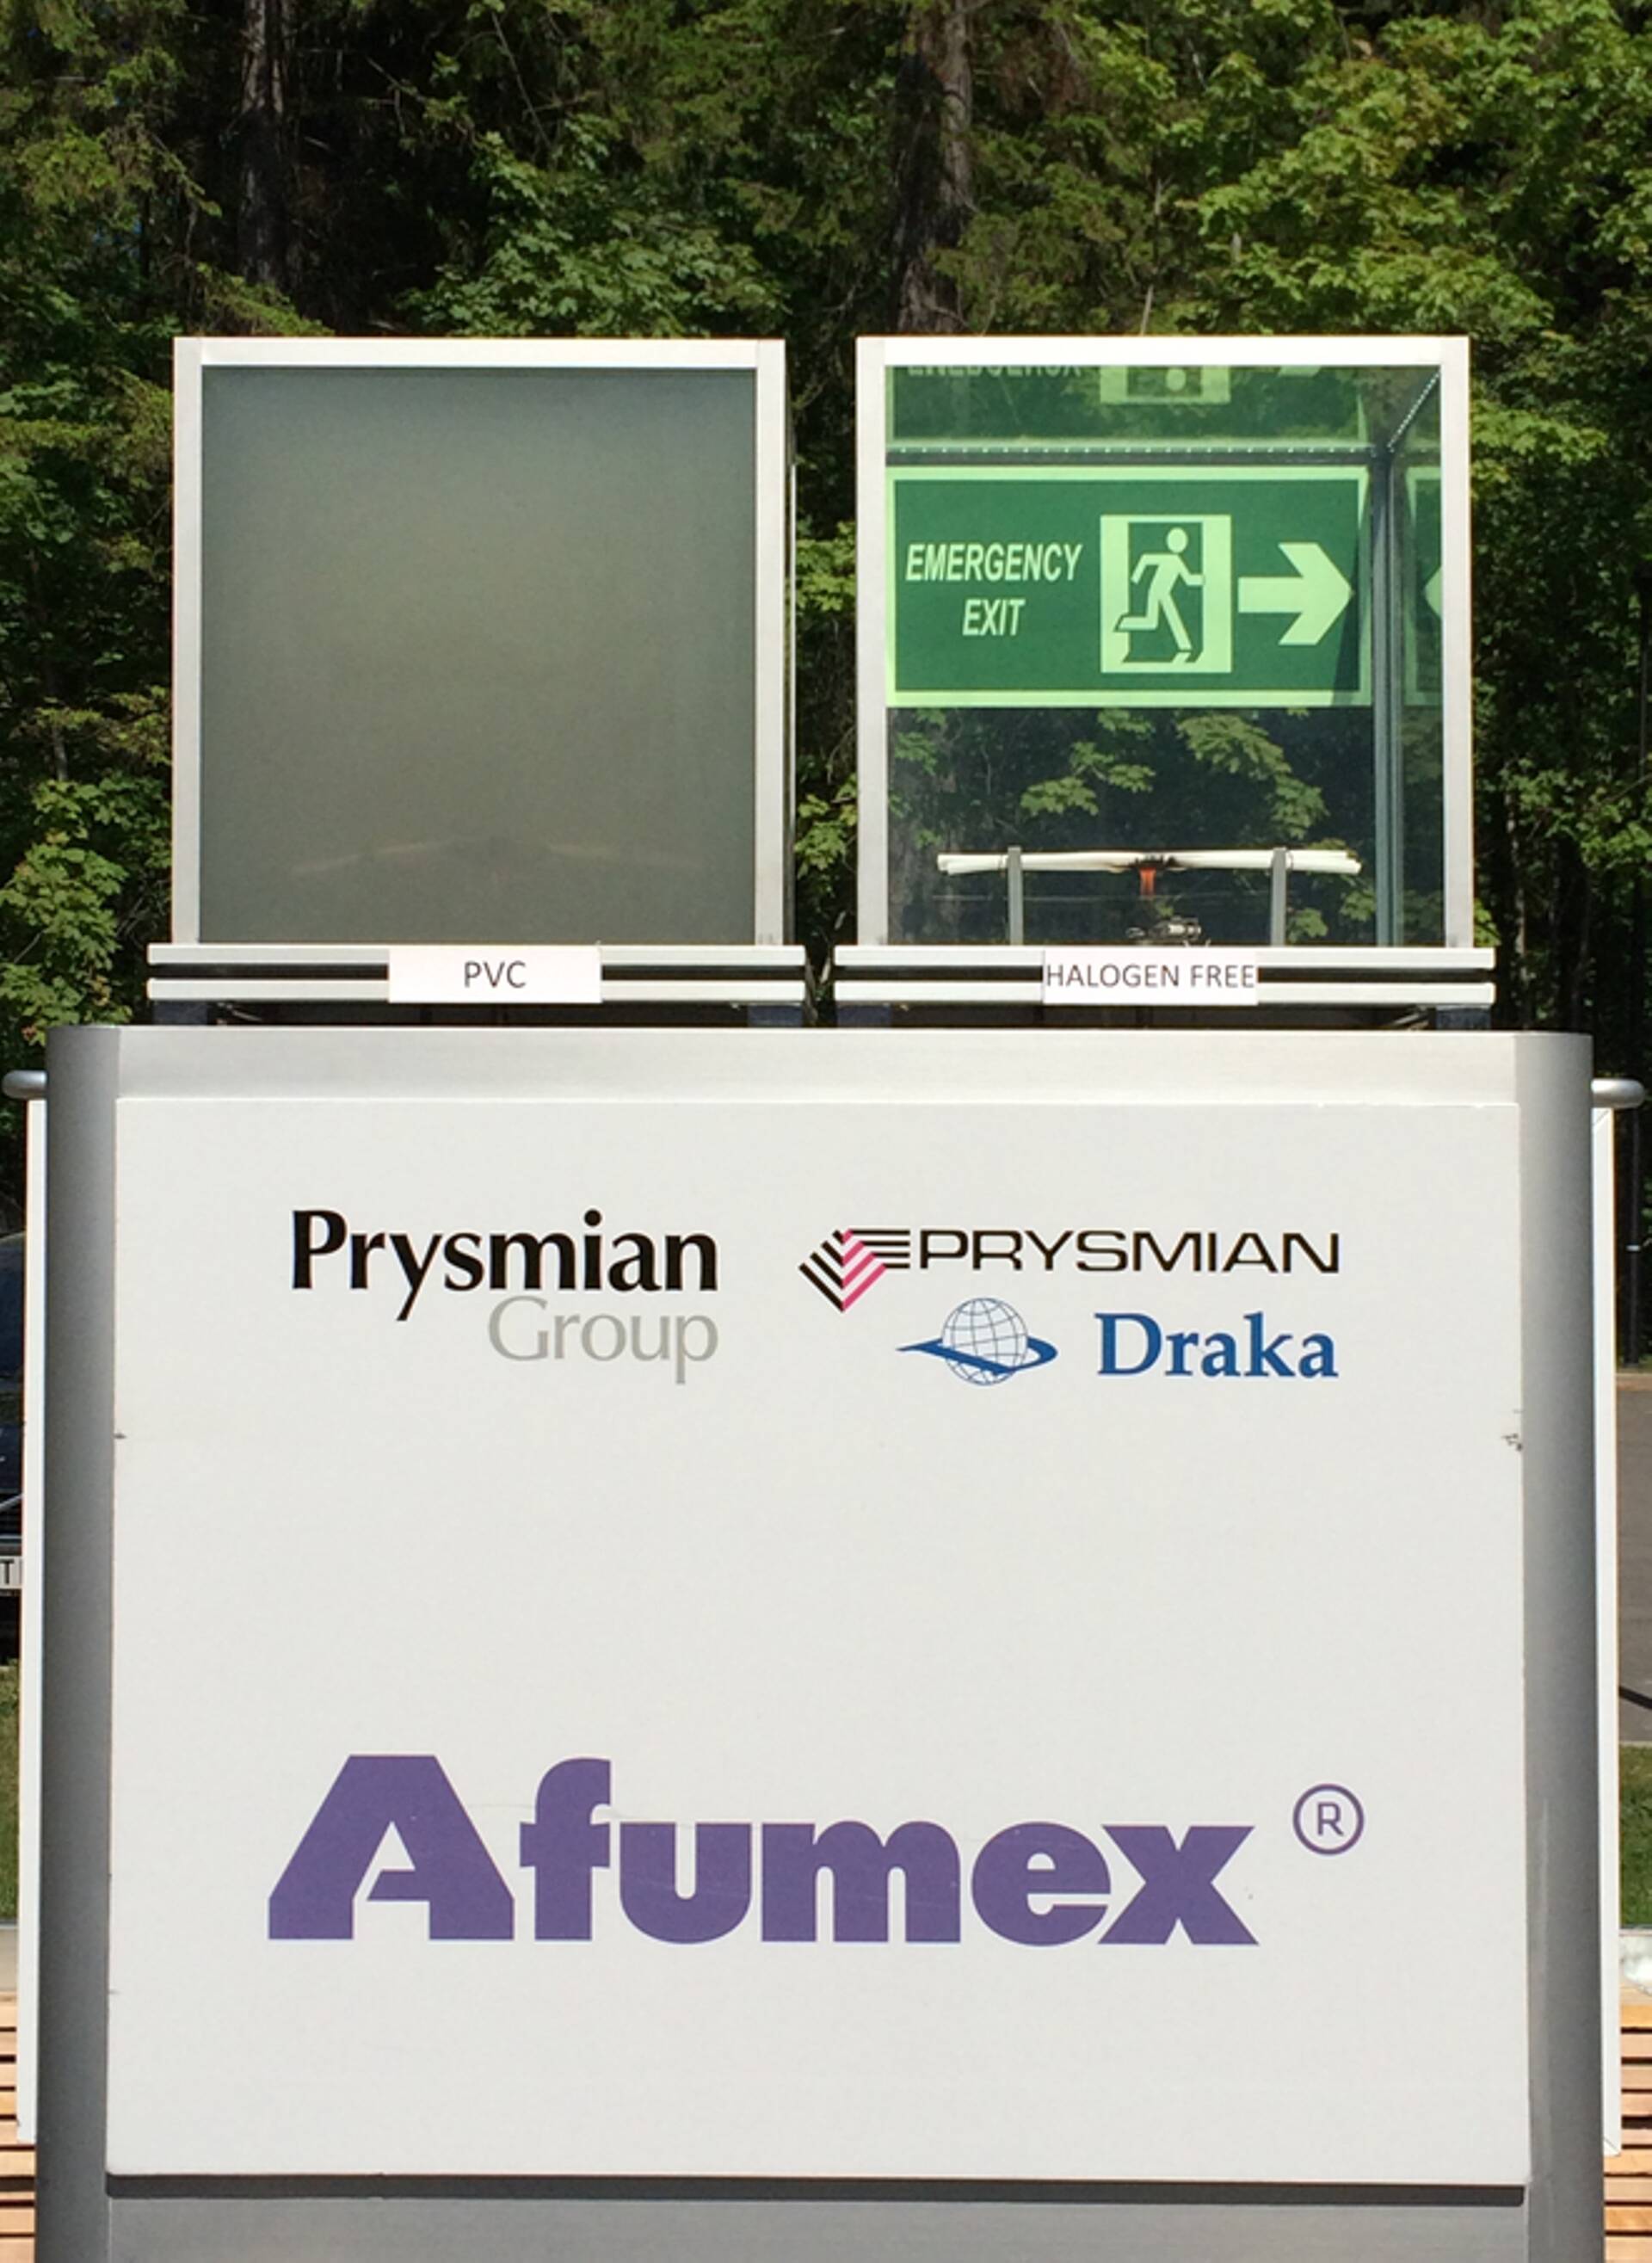 EMERGENCY
EXIT
PVC
HALOGEN FREE
Prysmian
Group
PRYSMIAN
Draka
Afumex ®